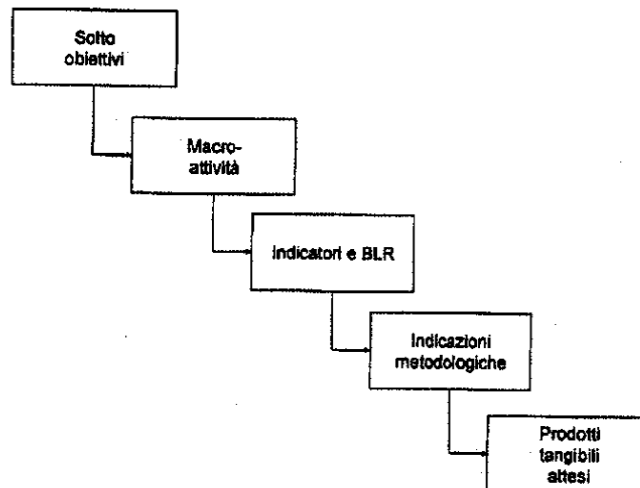 Sotto
obiettivi
Macro-
attività
Indicatori e BLR
Indicazioni
metodologiche
Prodotti
tangibili
attesi